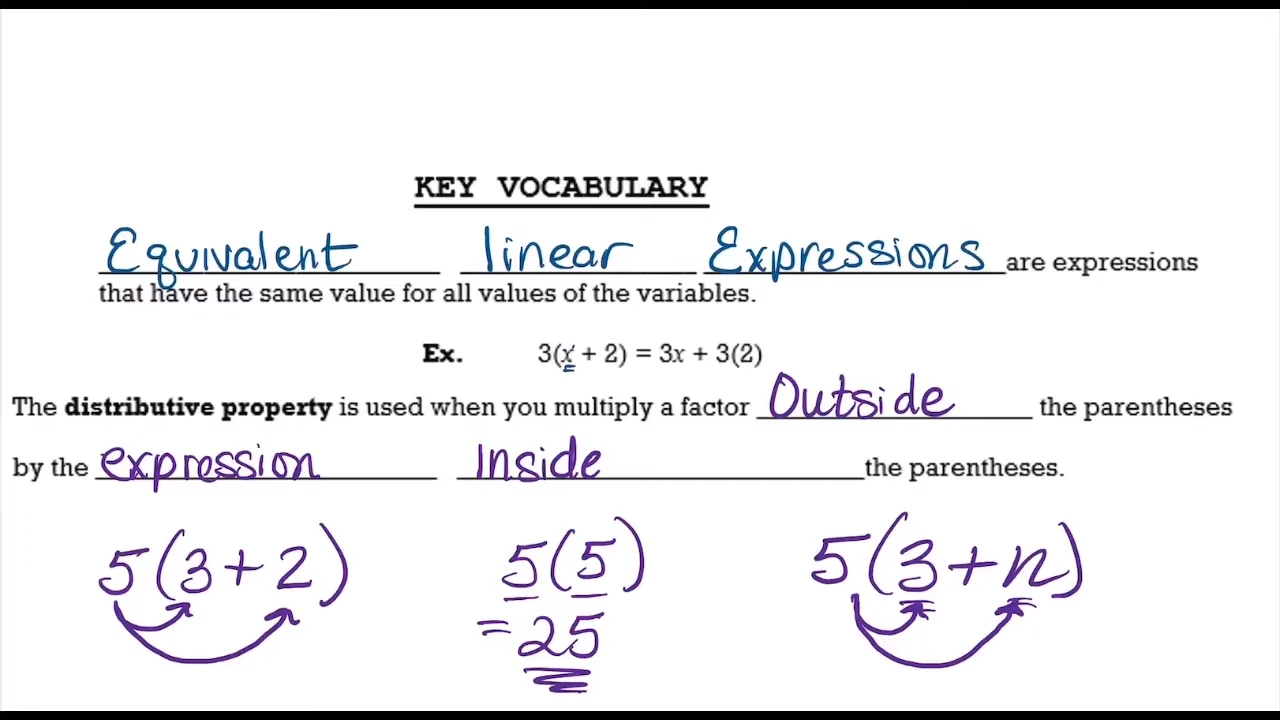 KEY VOCABULARY
Equivalent linear Expressions are expressions
that have the same value for all values of the variables.
Ex. 3(x + 2) = 3x + 3(2)
The distributive property is used when you multiply a factor Outside the parentheses
by the expression Inside the parentheses.
5(3+2) 5(5) 5(3+n)
=25